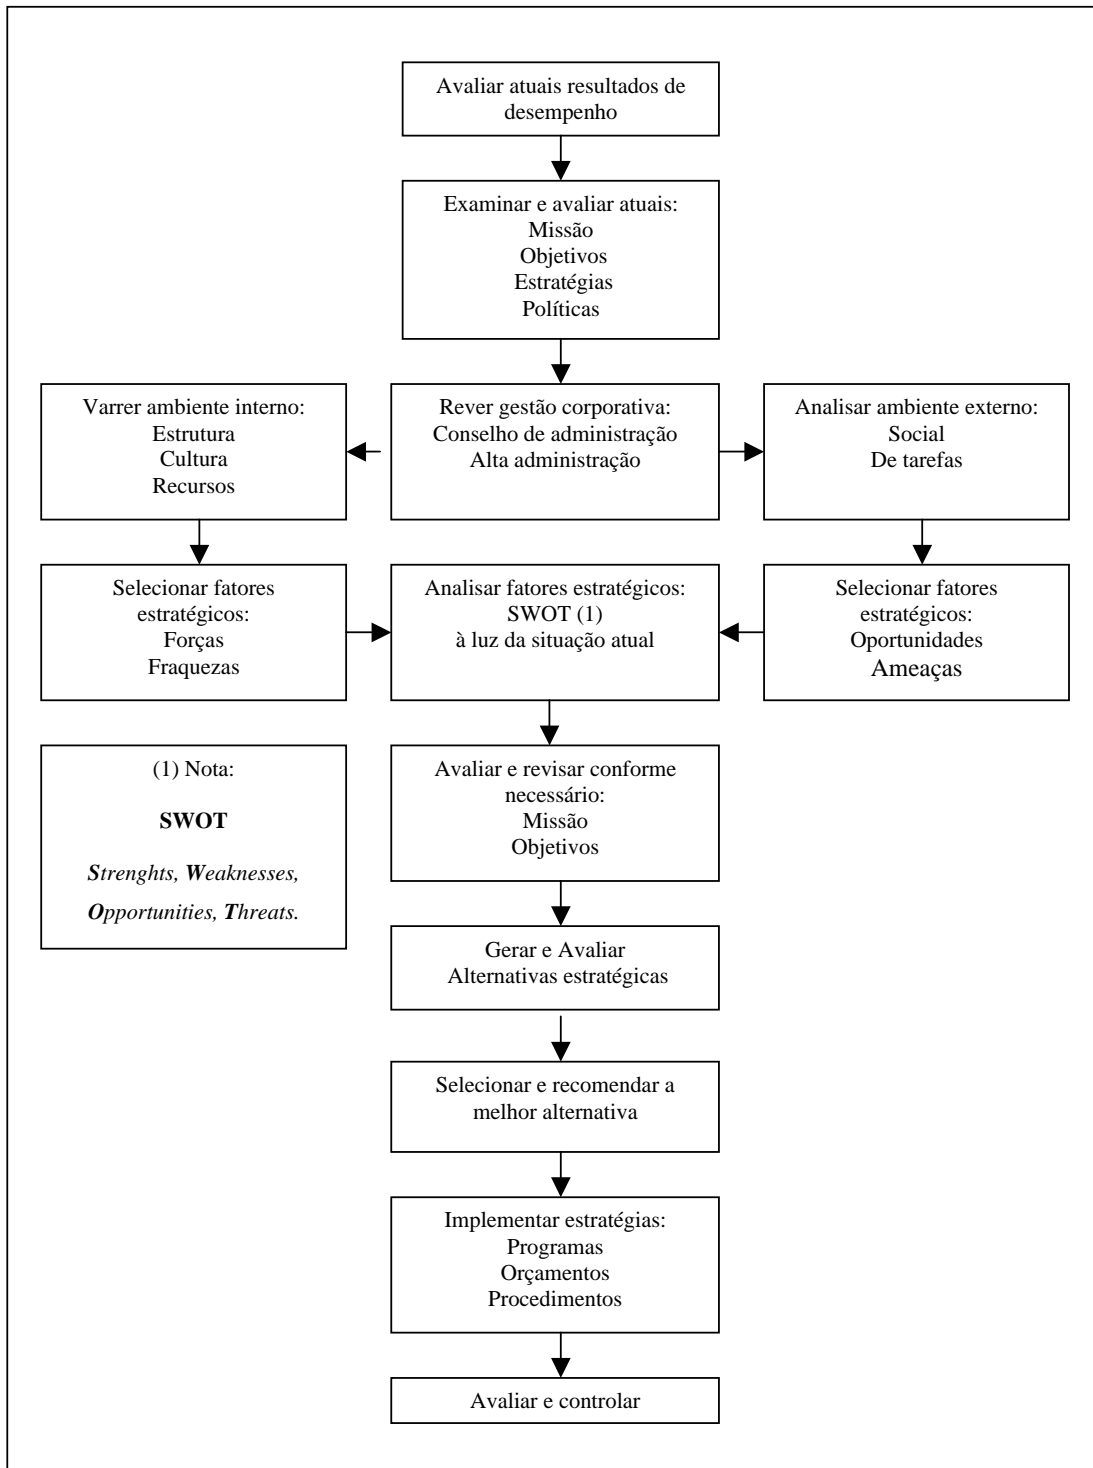 Avaliar atuais resultados de
desempenho
Examinar e avaliar atuais:
Missão
Objetivos
Estratégias
Políticas
Varrer ambiente interno:
Estrutura
Cultura
Recursos
Rever gestão corporativa:
Conselho de administração
Alta administração
Analisar ambiente externo:
Social
De tarefas
Selecionar fatores
estratégicos:
Forças
Fraquezas
Analisar fatores estratégicos:
SWOT (1)
à luz da situação atual
Selecionar fatores
estratégicos:
Oportunidades
Ameaças
(1) Nota:
SWOT
Strenghts, Weaknesses,
Opportunities, Threats.
Avaliar e revisar conforme
necessário:
Missão
Objetivos
Gerar e Avaliar
Alternativas estratégicas
Selecionar e recomendar a
melhor alternativa
Implementar estratégias:
Programas
Orçamentos
Procedimentos
Avaliar e controlar